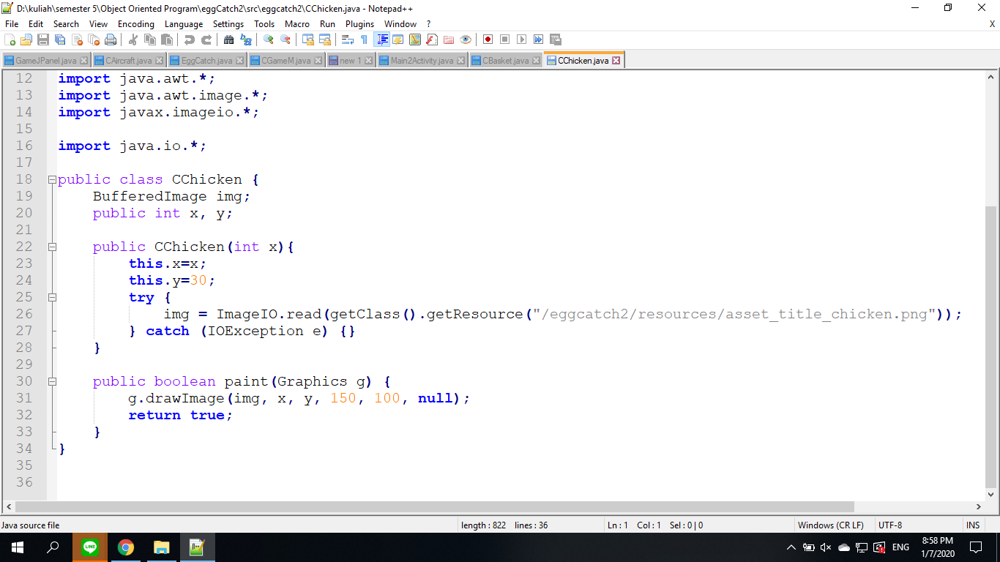 D:\kuliah\semester 5\Object Oriented Program\eggCatch2\src\eggcatch2\CChicken.java - Notepad++
File Edit Search View Encoding Language Settings Tools Macro Run Plugins Window ? X
GameJPanel.java CAircraft.java EggCatch.java CGameM.java new 1 Main2Activity.java CBasket.java CChicken.java
12 import java.awt.*;
13 import java.awt.image.*;
14 import javax.imageio.*;
15
16 import java.io.*;
17
18 public class CChicken {
19 BufferedImage img;
20 public int x, y;
21
22 public CChicken(int x){
23 this.x=x;
24 this.y=30;
25 try {
26 img = ImageIO.read(getClass().getResource("/eggcatch2/resources/asset_title_chicken.png"));
27 } catch (IOException e) {}
28 }
29
30 public boolean paint(Graphics g) {
31 g.drawImage(img, x, y, 150, 100, null);
32 return true;
33 }
34 }
35
36
Java source file length : 822 lines : 36 Ln : 1 Col : 1 Sel : 0 | 0 Windows (CR LF) UTF-8 INS
LINE ENG 8:58 PM
1/7/2020